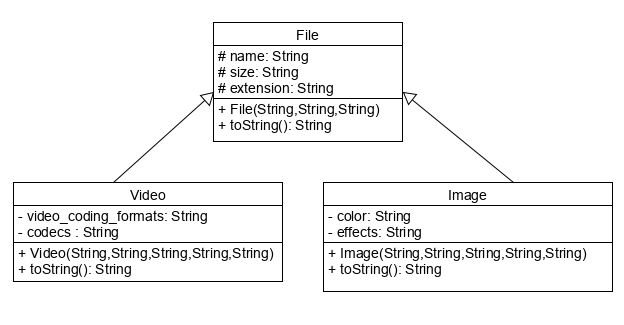 File
# name: String
# size: String
# extension: String
+ File(String,String,String)
+ toString(): String
Video
- video_coding_formats: String
- codecs : String
+ Video(String,String,String,String,String)
+ toString(): String
Image
- color: String
- effects: String
+ Image(String,String,String,String,String)
+ toString(): String